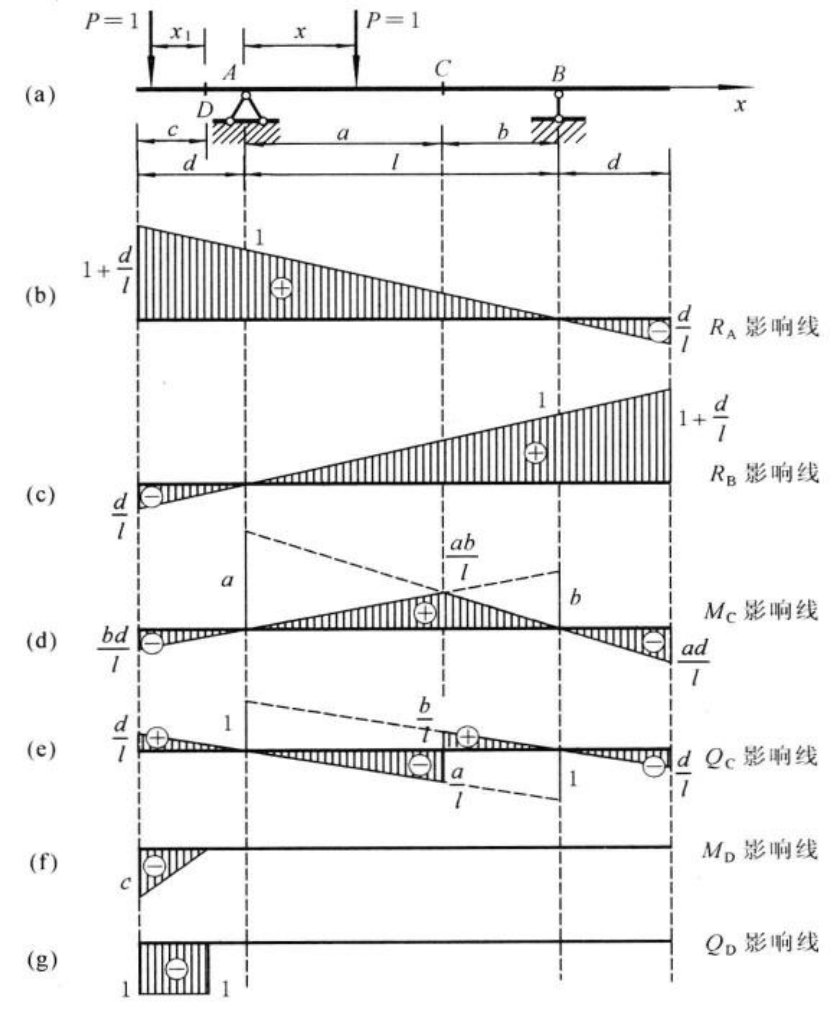 P=1 P=1
x₁ x
A C B
(a) D x
c a b
d l d
1
1+d/l
(b) d/l R_A 影响线
1 1+d/l
(c) d/l R_B 影响线
ab/l
a b M_C 影响线
(d) bd/l ad/l
d/l 1 b/l
(e) a/l 1 d/l Q_C 影响线
(f) c M_D 影响线
(g) 1 1 Q_D 影响线